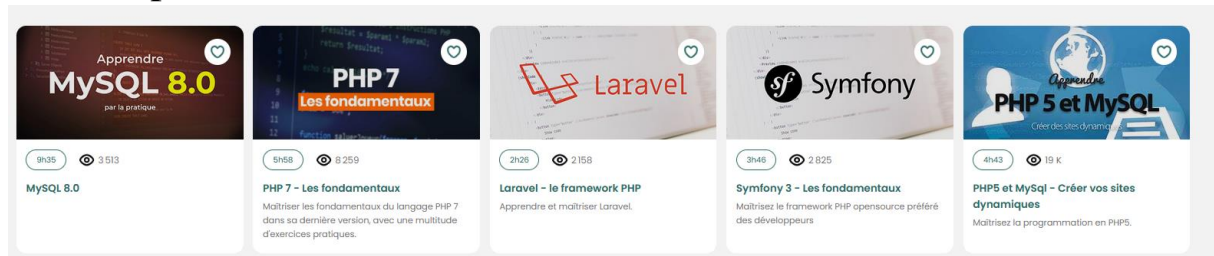 Apprendre
MySQL 8.0
par la pratique
9h35
3 513
MySQL 8.0
PHP 7
Les fondamentaux
5h58
8 259
PHP 7 - Les fondamentaux
Maîtriser les fondamentaux du langage PHP 7
dans sa dernière version, avec une multitude
d'exercices pratiques.
Laravel
2h26
2 158
Laravel - le framework PHP
Apprendre et maîtriser Laravel.
sf Symfony
3h46
2 825
Symfony 3 - Les fondamentaux
Maîtrisez le framework PHP opensource préféré
des développeurs
Apprendre
PHP 5 et MySQL
Créer des sites dynamiq
4h43
19 K
PHP5 et MySql - Créer vos sites
dynamiques
Maîtrisez la programmation en PHP5.